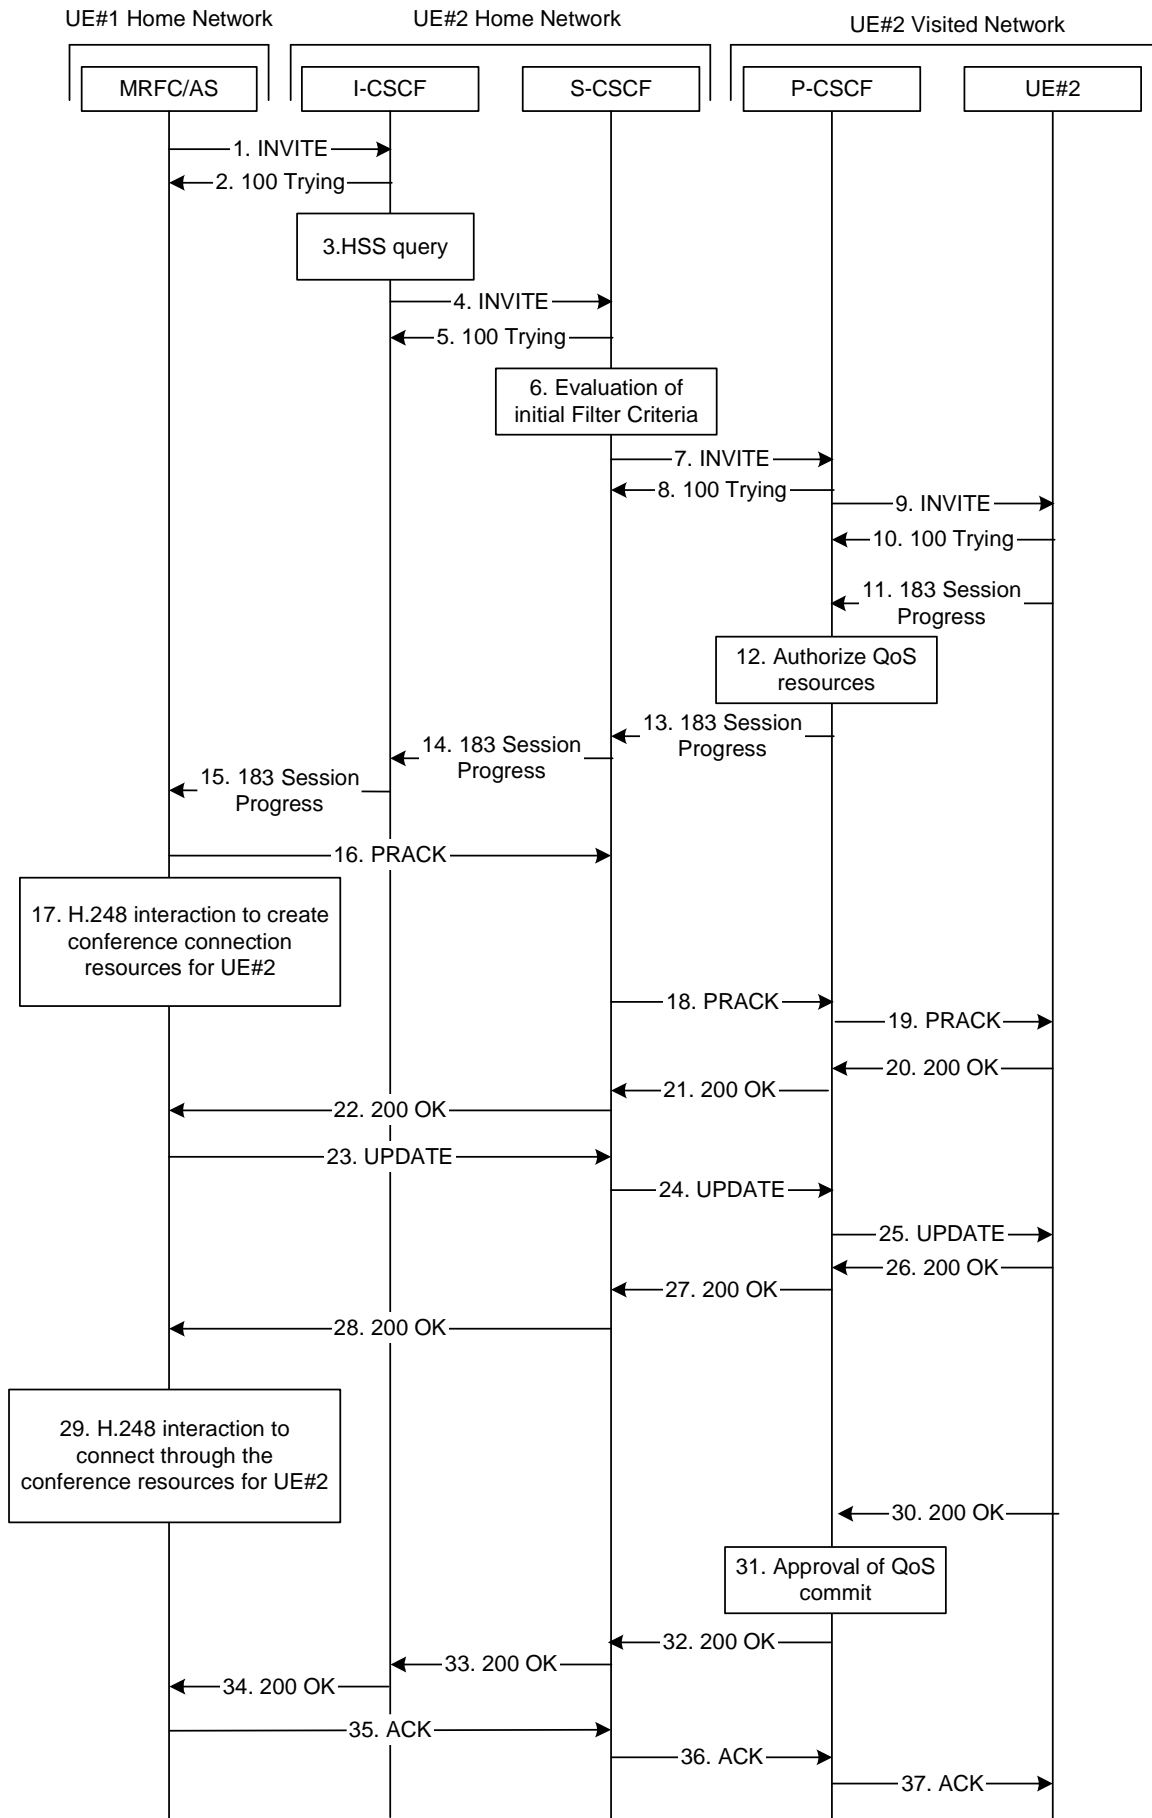 UE#1 Home Network
UE#2 Home Network
UE#2 Visited Network
MRFC/AS
I-CSCF
S-CSCF
P-CSCF
UE#2
1. INVITE
2. 100 Trying
3.HSS query
4. INVITE
5. 100 Trying
6. Evaluation of
initial Filter Criteria
7. INVITE
8. 100 Trying
9. INVITE
10. 100 Trying
11. 183 Session
Progress
12. Authorize QoS
resources
13. 183 Session
Progress
14. 183 Session
Progress
15. 183 Session
Progress
16. PRACK
17. H.248 interaction to create
conference connection
resources for UE#2
18. PRACK
19. PRACK
20. 200 OK
21. 200 OK
22. 200 OK
23. UPDATE
24. UPDATE
25. UPDATE
26. 200 OK
27. 200 OK
28. 200 OK
29. H.248 interaction to
connect through the
conference resources for UE#2
30. 200 OK
31. Approval of QoS
commit
32. 200 OK
33. 200 OK
34. 200 OK
35. ACK
36. ACK
37. ACK